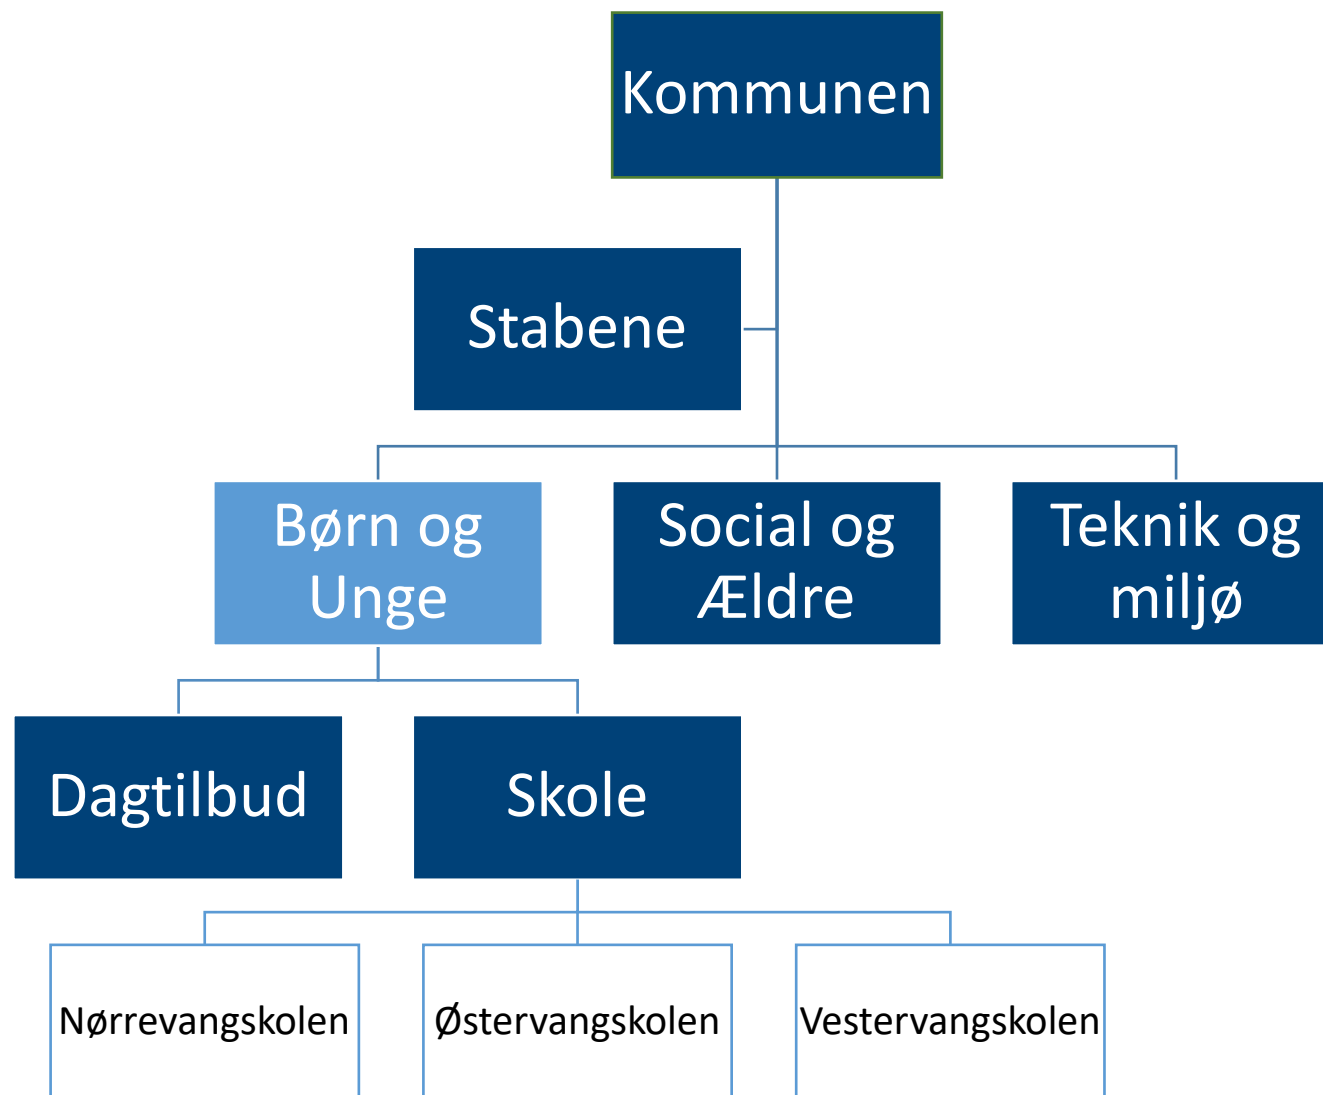 Kommunen
Stabene
Børn og
Unge
Social og
Ældre
Teknik og
miljø
Dagtilbud
Skole
Nørrevangskolen
Østervangskolen
Vestervangskolen